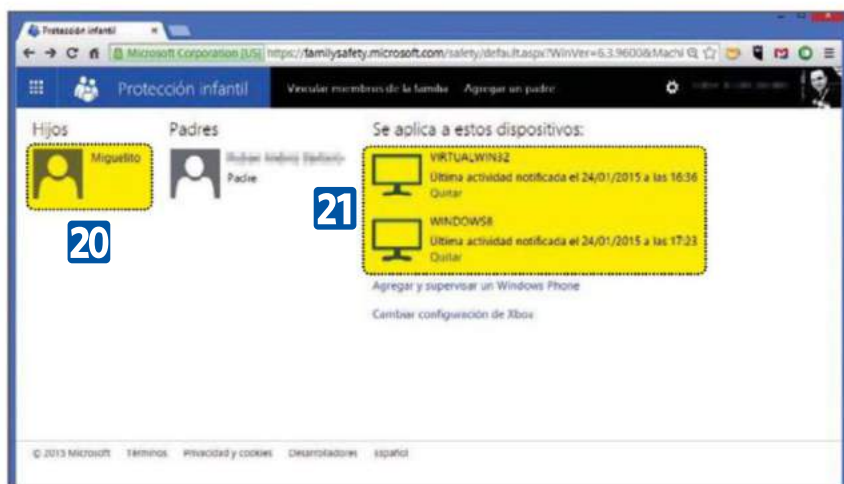 Protección infantil
Microsoft Corporation [US] https://familysafety.microsoft.com/safety/default.aspx?WinVer=6.3.9600&Machi
Protección infantil Vincular miembros de la familia Agregar un padre
Hijos Padres Se aplica a estos dispositivos:
Miguelito
Padre
VIRTUALWIN32
Última actividad notificada el 24/01/2015 a las 16:36
Quitar
21
20
WINDOWS8
Última actividad notificada el 24/01/2015 a las 17:23
Quitar
Agregar y supervisar un Windows Phone
Cambiar configuración de Xbox
© 2015 Microsoft Términos Privacidad y cookies Desarrolladores español